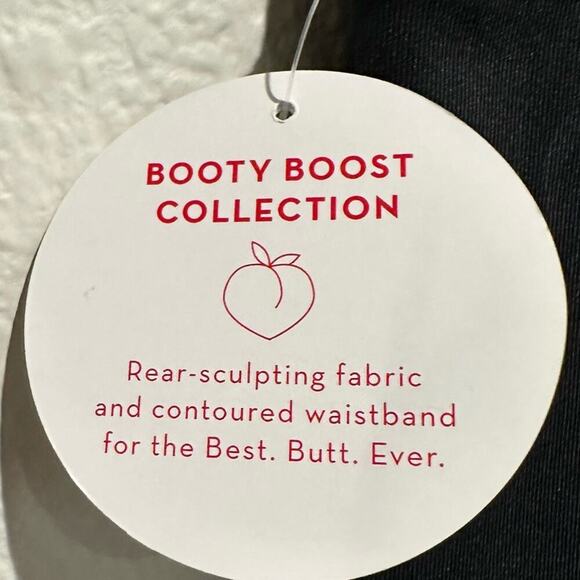 BOOTY BOOST
COLLECTION
Rear-sculpting fabric
and contoured waistband
for the Best. Butt. Ever.